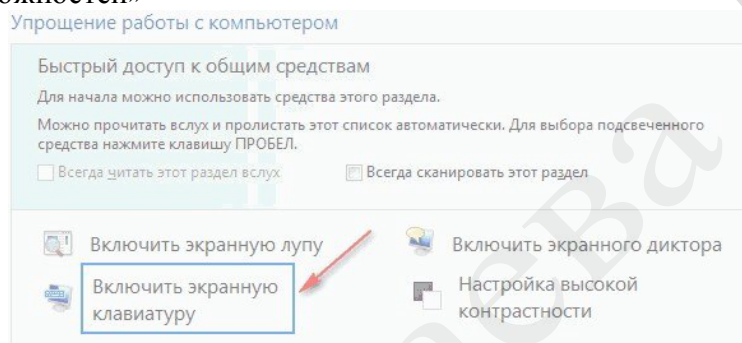 ожностей»
Упрощение работы с компьютером
Быстрый доступ к общим средствам
Для начала можно использовать средства этого раздела.
Можно прочитать вслух и пролистать этот список автоматически. Для выбора подсвеченного
средства нажмите клавишу ПРОБЕЛ.
Всегда читать этот раздел вслух Всегда сканировать этот раздел
Включить экранную лупу Включить экранного диктора
Включить экранную
клавиатуру
Настройка высокой
контрастности